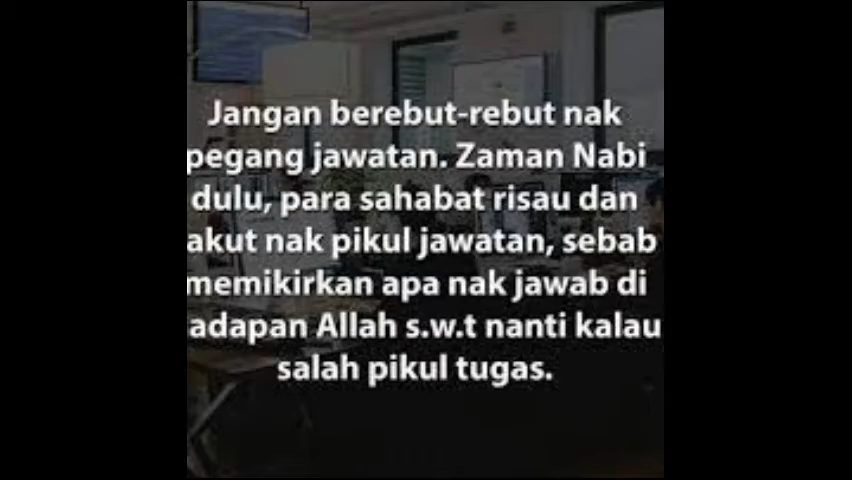 Jangan berebut-rebut nak
pegang jawatan. Zaman Nabi
dulu, para sahabat risau dan
akut nak pikul jawatan, sebab
memikirkan apa nak jawab di
adapan Allah s.w.t nanti kalau
salah pikul tugas.